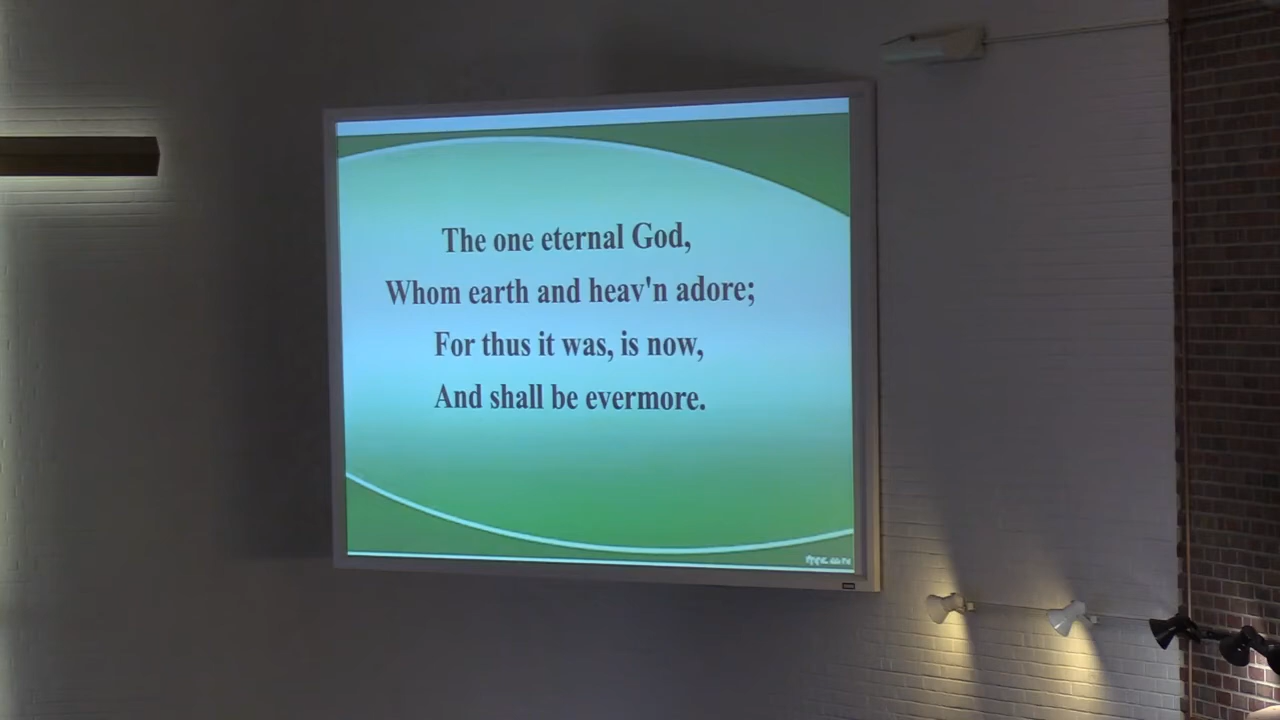 The one eternal God,
Whom earth and heav'n adore;
For thus it was, is now,
And shall be evermore.